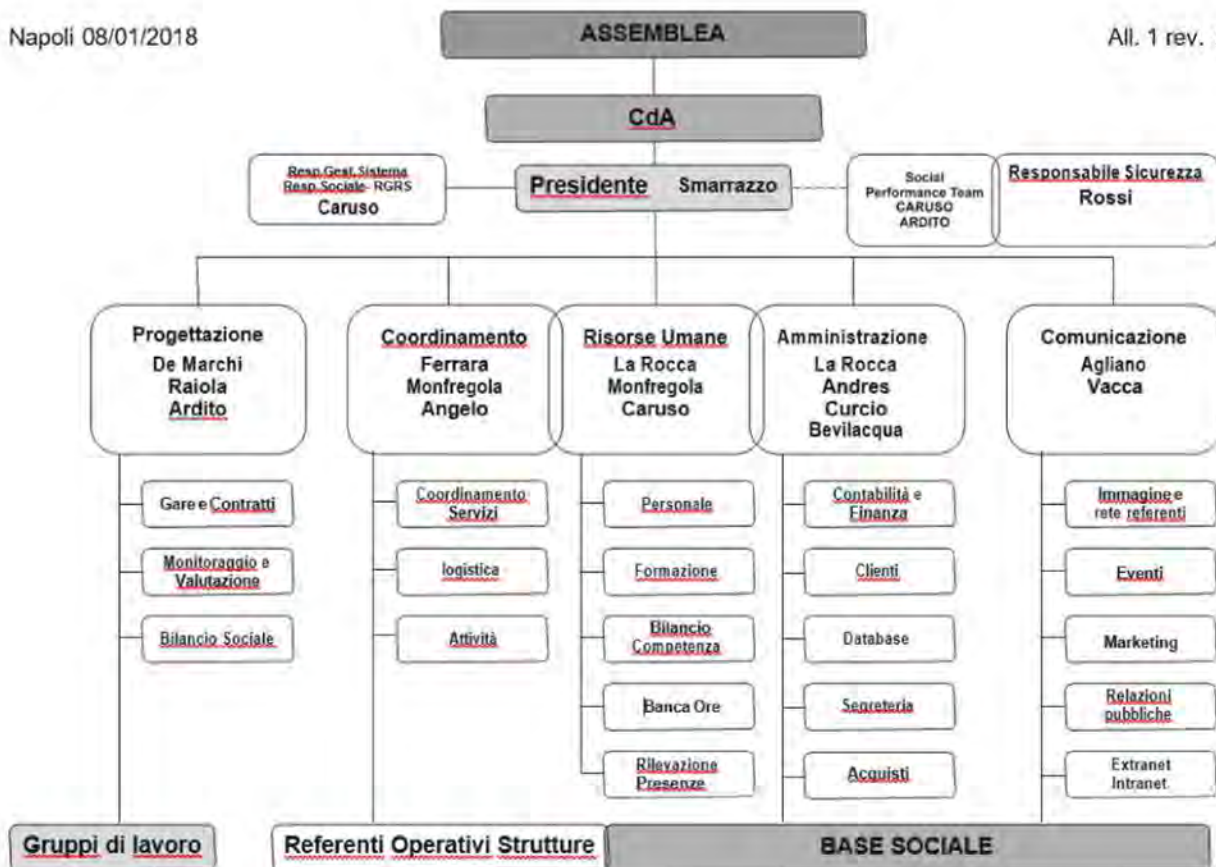 Napoli 08/01/2018
ASSEMBLEA
All. 1 rev.
CdA
Resp.Gest.Sistema
Resp.Sociale- RGRS
Caruso
Presidente Smarrazzo
Social
Performance Team
CARUSO
ARDITO
Responsabile Sicurezza
Rossi
Progettazione
De Marchi
Raiola
Ardito
Coordinamento
Ferrara
Monfregola
Angelo
Risorse Umane
La Rocca
Monfregola
Caruso
Amministrazione
La Rocca
Andres
Curcio
Bevilacqua
Comunicazione
Agliano
Vacca
Gare e Contratti
Monitoraggio e
Valutazione
Bilancio Sociale
Coordinamento
Servizi
logistica
Attività
Personale
Formazione
Bilancio
Competenza
Banca Ore
Rilevazione
Presenze
Contabilità e
Finanza
Clienti
Database
Segreteria
Acquisti
Immagine e
rete referenti
Eventi
Marketing
Relazioni
pubbliche
Extranet
Intranet
Gruppi di lavoro
Referenti Operativi Strutture
BASE SOCIALE